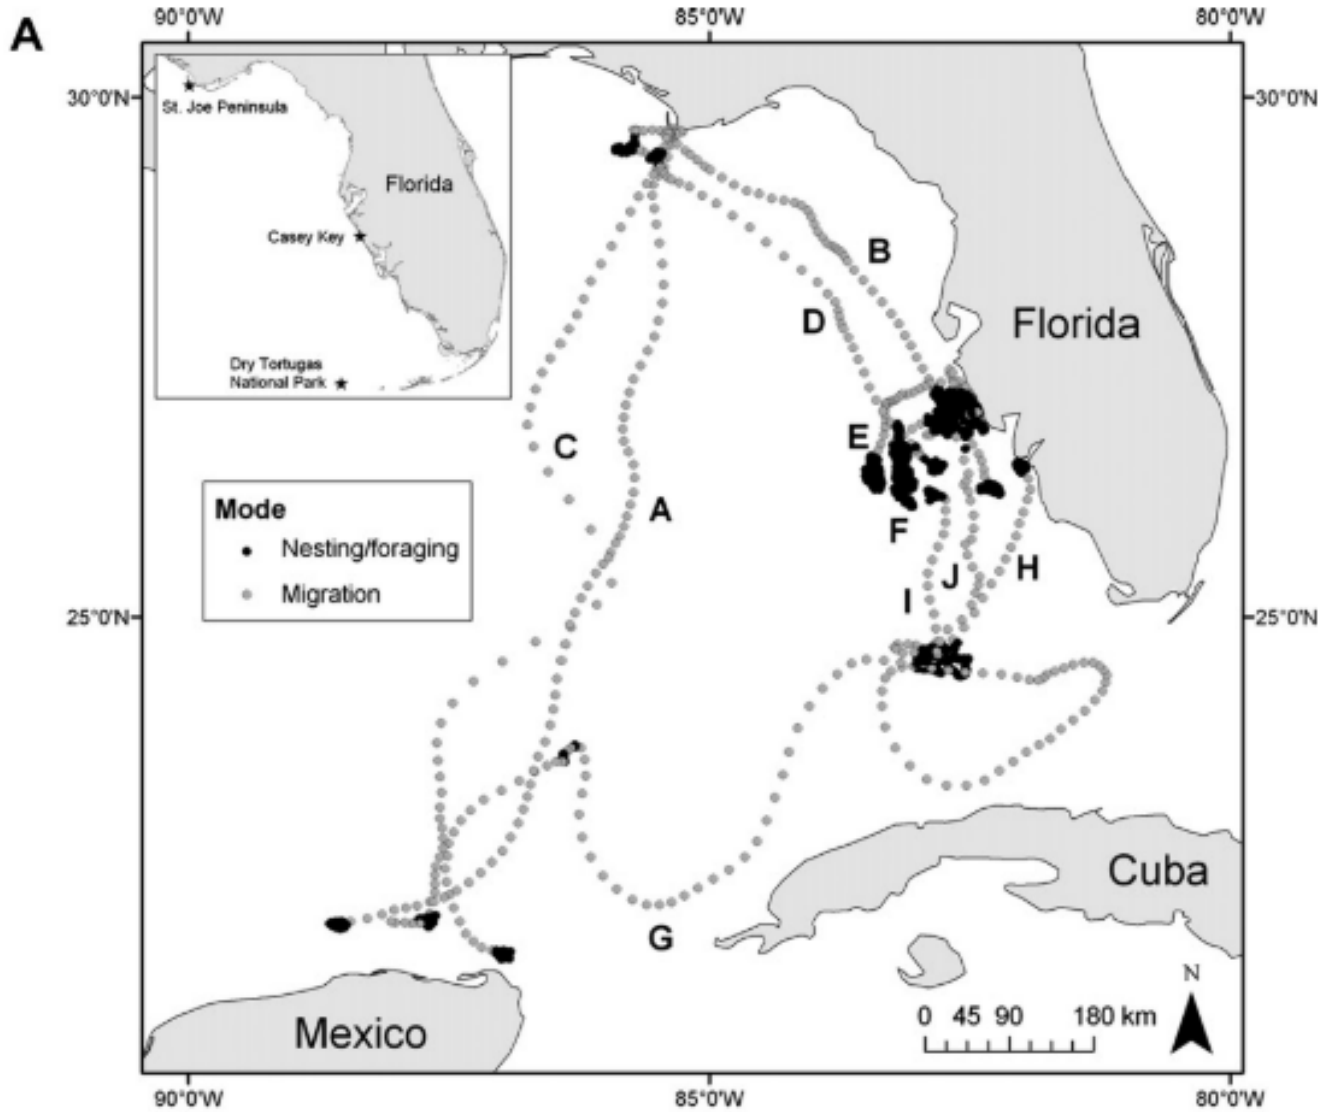 A
90°0'W 85°0'W 80°0'W
30°0'N 30°0'N
St. Joe Peninsula
Florida
Casey Key
Dry Tortugas
National Park
B
D
Florida
E
C
A
F
Mode
Nesting/foraging
Migration
J
H
I
25°0'N 25°0'N
G
Cuba
N
0 45 90 180 km
Mexico
90°0'W 85°0'W 80°0'W